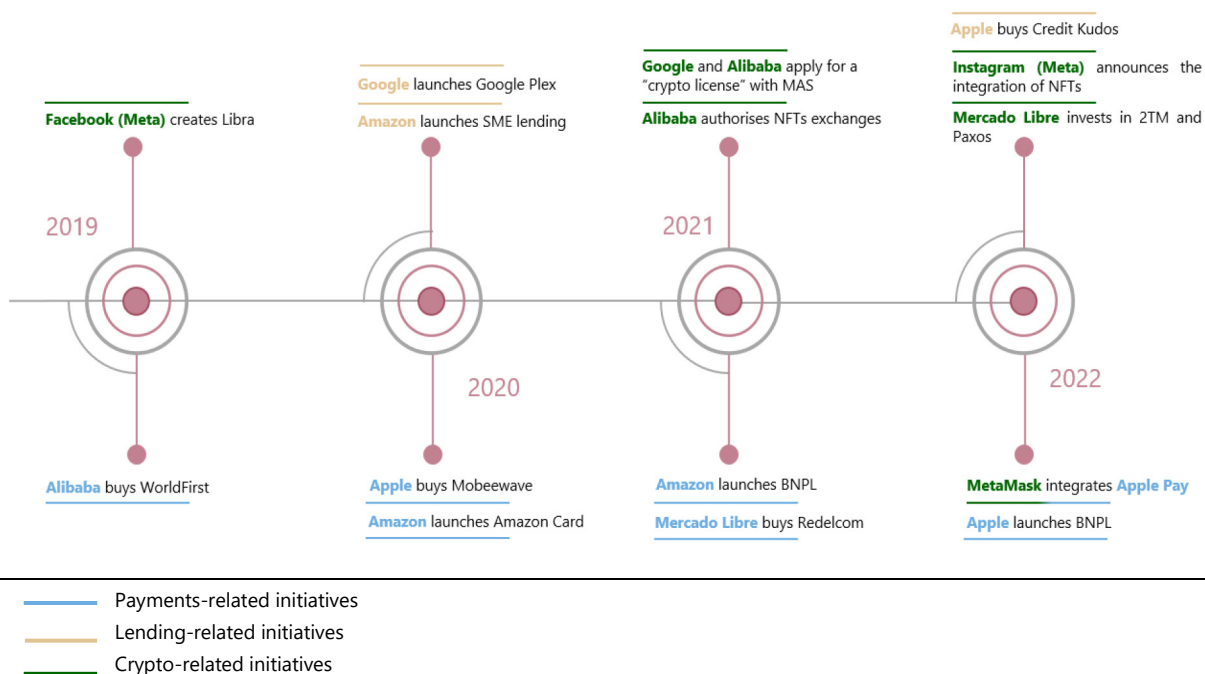 Facebook (Meta) creates Libra
2019
Alibaba buys WorldFirst
Google launches Google Plex
Amazon launches SME lending
2020
Apple buys Mobeewave
Amazon launches Amazon Card
Google and Alibaba apply for a
“crypto license” with MAS
Alibaba authorises NFTs exchanges
2021
Amazon launches BNPL
Mercado Libre buys Redelcom
Apple buys Credit Kudos
Instagram (Meta) announces the
integration of NFTs
Mercado Libre invests in 2TM and
Paxos
2022
MetaMask integrates Apple Pay
Apple launches BNPL
Payments-related initiatives
Lending-related initiatives
Crypto-related initiatives